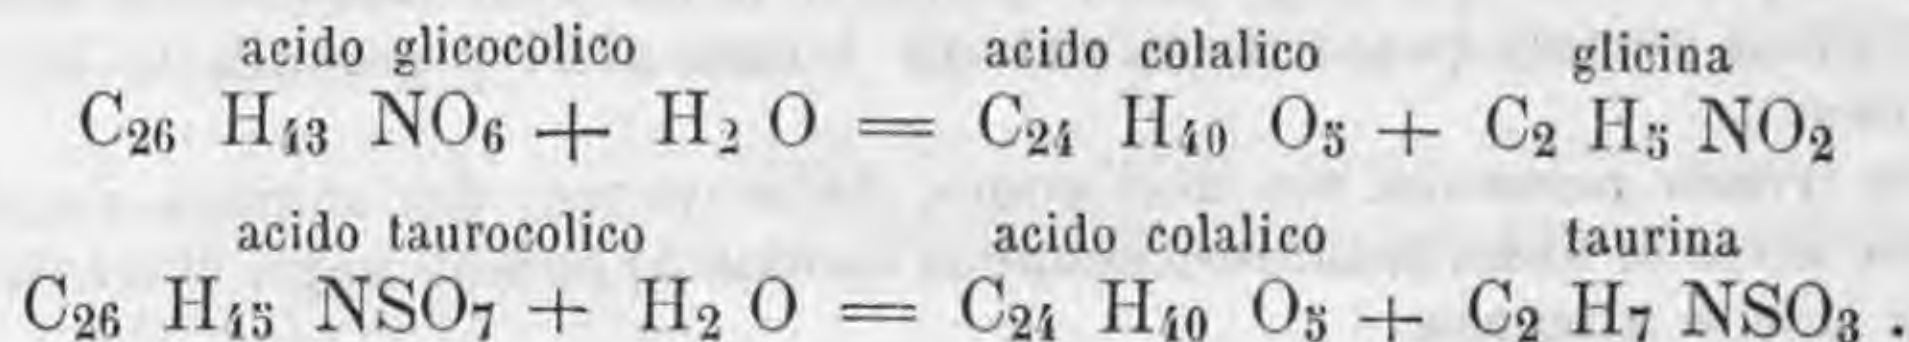 acido glicocolico acido colalico glicina
C₂₆ H₄₃ NO₆ + H₂ O = C₂₄ H₄₀ O₅ + C₂ H₅ NO₂
acido taurocolico acido colalico taurina
C₂₆ H₄₅ NSO₇ + H₂ O = C₂₄ H₄₀ O₅ + C₂ H₇ NSO₃ .